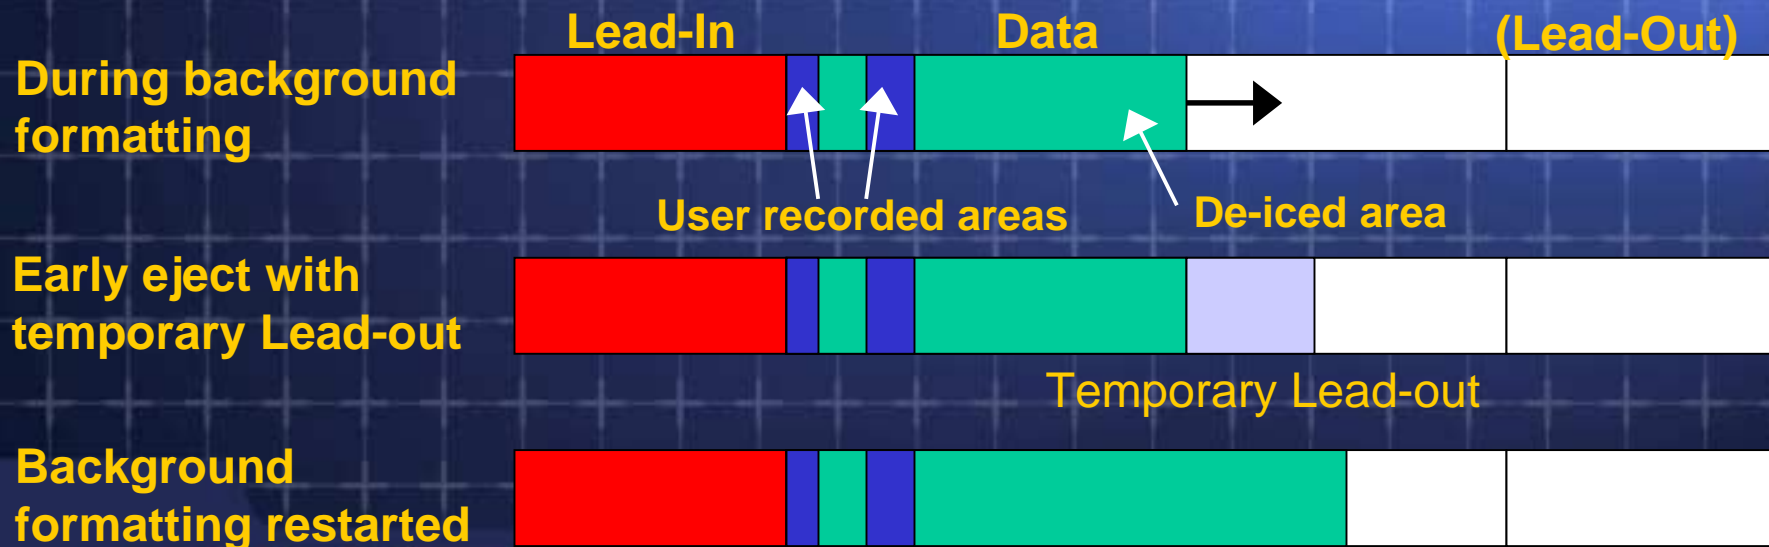 Lead-In Data (Lead-Out)
During background
formatting
User recorded areas De-iced area
Early eject with
temporary Lead-out
Temporary Lead-out
Background
formatting restarted